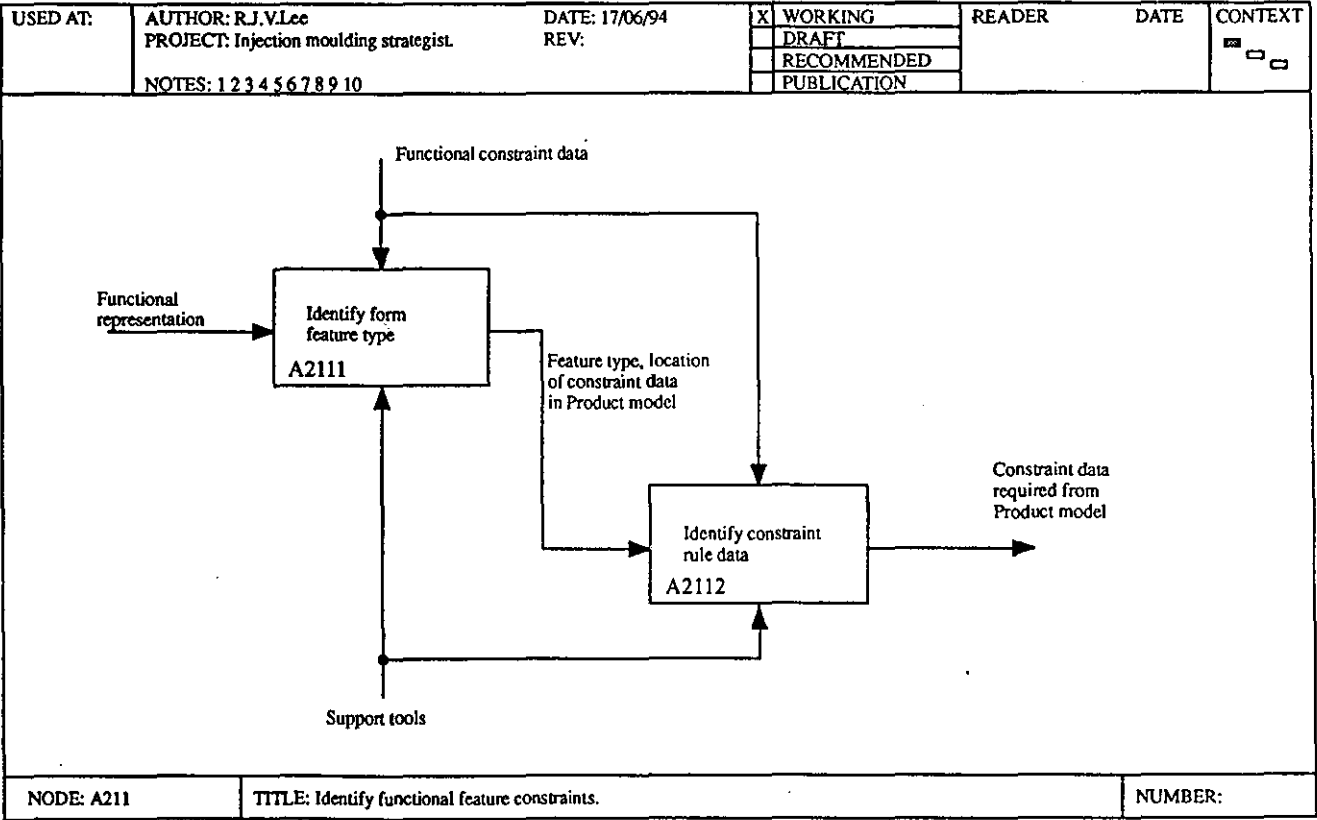 USED AT:
AUTHOR: R.J.V.Lee
DATE: 17/06/94
X WORKING
READER
DATE
CONTEXT
PROJECT: Injection moulding strategist.
REV:
DRAFT
RECOMMENDED
NOTES: 1 2 3 4 5 6 7 8 9 10
PUBLICATION
Functional constraint data
Functional
representation
Identify form
feature type
A2111
Feature type, location
of constraint data
in Product model
Constraint data
required from
Product model
Identify constraint
rule data
A2112
Support tools
NODE: A211
TITLE: Identify functional feature constraints.
NUMBER: